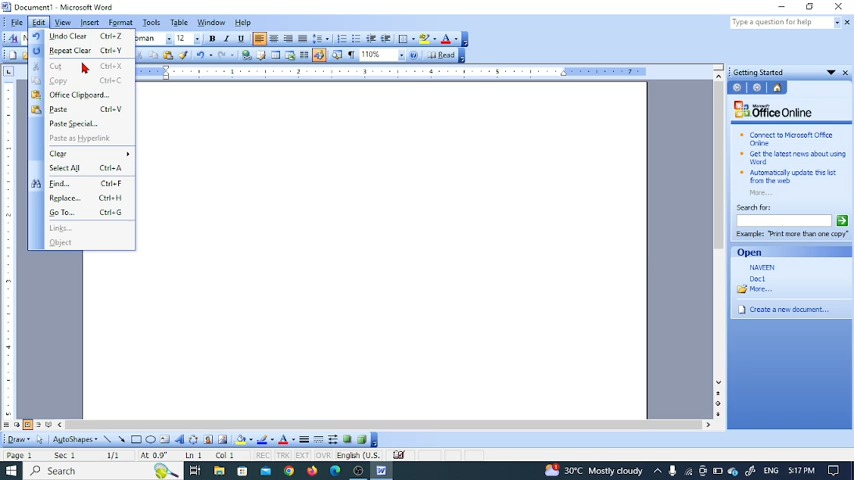 Document1 - Microsoft Word
File Edit View Insert Format Tools Table Window Help
Type a question for help
12
B I U
110%
Read
Undo Clear Ctrl+Z
Repeat Clear Ctrl+Y
Cut Ctrl+X
Copy Ctrl+C
Office Clipboard...
Paste Ctrl+V
Paste Special...
Paste as Hyperlink
Clear
Select All Ctrl+A
Find... Ctrl+F
Replace... Ctrl+H
Go To... Ctrl+G
Links...
Object
Getting Started
Microsoft
Office Online
Connect to Microsoft Office
Online
Get the latest news about using
Word
Automatically update this list
from the web
More...
Search for:
Example: "Print more than one copy"
Open
NAVEEN
Doc1
More...
Create a new document...
Draw AutoShapes
Page 1 Sec 1 1/1 At 0.9" Ln 1 Col 1 REC TRK EXT OVR English (U.S.
Search
30°C Mostly cloudy
ENG 5:17 PM